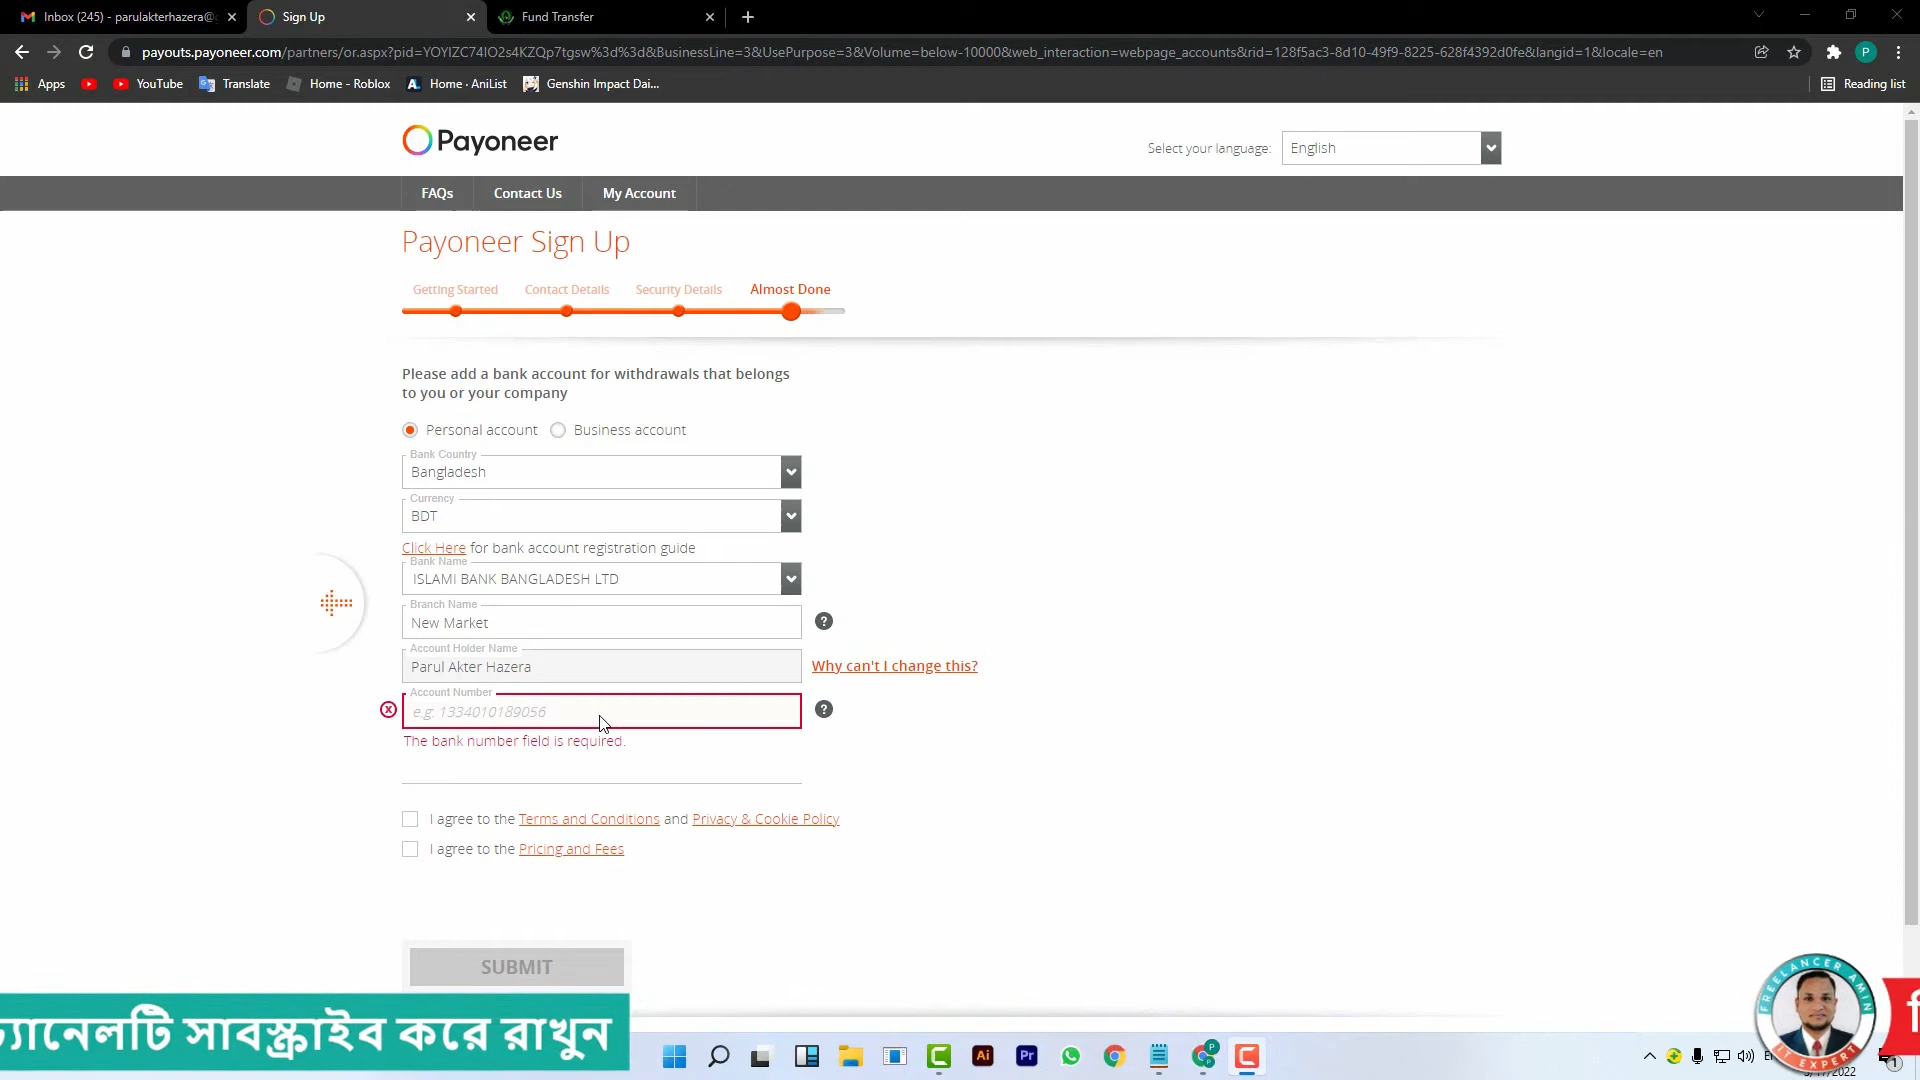 Inbox (245) - parulakterhazera@
Sign Up
Fund Transfer
payouts.payoneer.com/partners/or.aspx?pid=YOYIZC74IO2s4KZQp7tgsw%3d%3d&BusinessLine=3&UsePurpose=3&Volume=below-10000&web_interaction=webpage_accounts&rid=128f5ac3-8d10-49f9-8225-628f4392d0fe&langid=1&locale=en
P
Apps
YouTube
Translate
Home - Roblox
Home · AniList
Genshin Impact Dai...
Reading list
Payoneer
Select your language:
English
FAQs
Contact Us
My Account
Payoneer Sign Up
Getting Started
Contact Details
Security Details
Almost Done
Please add a bank account for withdrawals that belongs
to you or your company
Personal account
Business account
Bank Country
Bangladesh
Currency
BDT
Click Here for bank account registration guide
Bank Name
ISLAMI BANK BANGLADESH LTD
Branch Name
New Market
Account Holder Name
Parul Akter Hazera
Why can't I change this?
Account Number
e.g: 1334010189056
The bank number field is required.
I agree to the Terms and Conditions and Privacy & Cookie Policy
I agree to the Pricing and Fees
SUBMIT
চ্যানেলটি সাবস্ক্রাইব করে রাখুন
FREELANCER AMIN
IT EXPERT
Ai
Pr